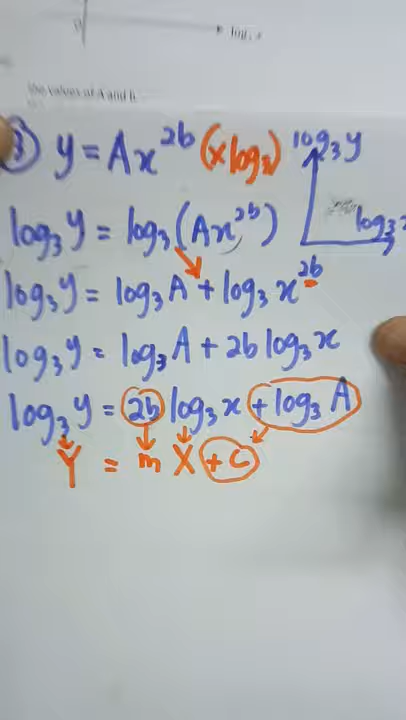 the values of A and b
3 y = Ax^2b (x log₃)
log₃ y
log₃ x
log₃ y = log₃ (Ax^2b)
log₃ y = log₃ A + log₃ x^2b
log₃ y = log₃ A + 2b log₃ x
log₃ y = 2b log₃ x + log₃ A
Y = m X + c